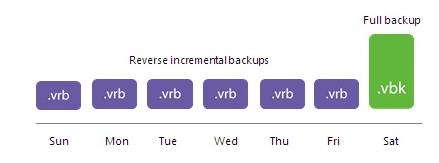 Full backup
Reverse incremental backups
.vrb .vrb .vrb .vrb .vrb .vrb .vbk
Sun Mon Tue Wed Thu Fri Sat